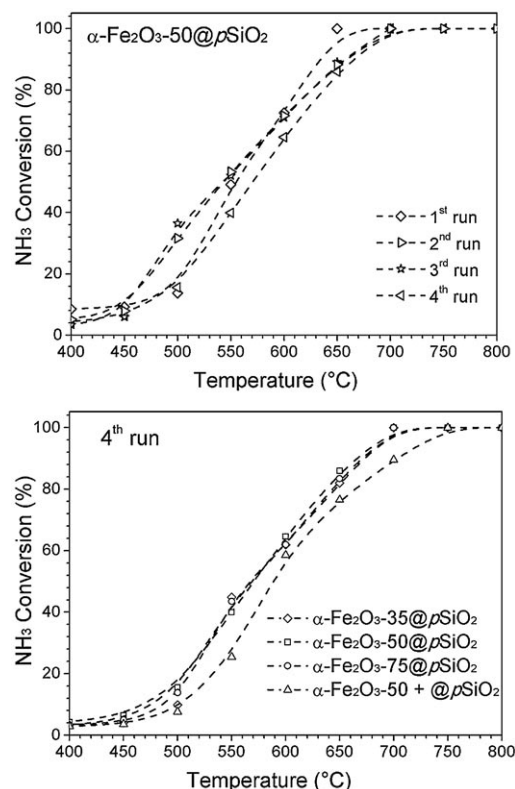 α-Fe₂O₃-50@pSiO₂
NH₃ Conversion (%)
100
80
60
40
20
0
1ˢᵗ run
2ⁿᵈ run
3ʳᵈ run
4ᵗʰ run
400 450 500 550 600 650 700 750 800
Temperature (°C)
4ᵗʰ run
NH₃ Conversion (%)
100
80
60
40
20
0
α-Fe₂O₃-35@pSiO₂
α-Fe₂O₃-50@pSiO₂
α-Fe₂O₃-75@pSiO₂
α-Fe₂O₃-50 + @pSiO₂
400 450 500 550 600 650 700 750 800
Temperature (°C)